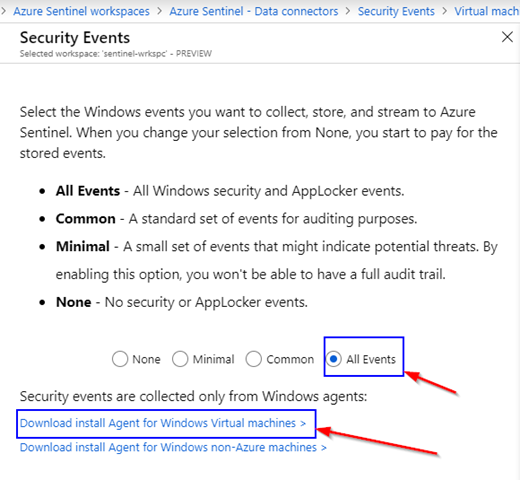 > Azure Sentinel workspaces > Azure Sentinel - Data connectors > Security Events > Virtual mach
Security Events
Selected workspace: 'sentinel-wrkspc' - PREVIEW
Select the Windows events you want to collect, store, and stream to Azure
Sentinel. When you change your selection from None, you start to pay for the
stored events.
• All Events - All Windows security and AppLocker events.
• Common - A standard set of events for auditing purposes.
• Minimal - A small set of events that might indicate potential threats. By
enabling this option, you won't be able to have a full audit trail.
• None - No security or AppLocker events.
None Minimal Common All Events
Security events are collected only from Windows agents:
Download install Agent for Windows Virtual machines >
Download install Agent for Windows non-Azure machines >